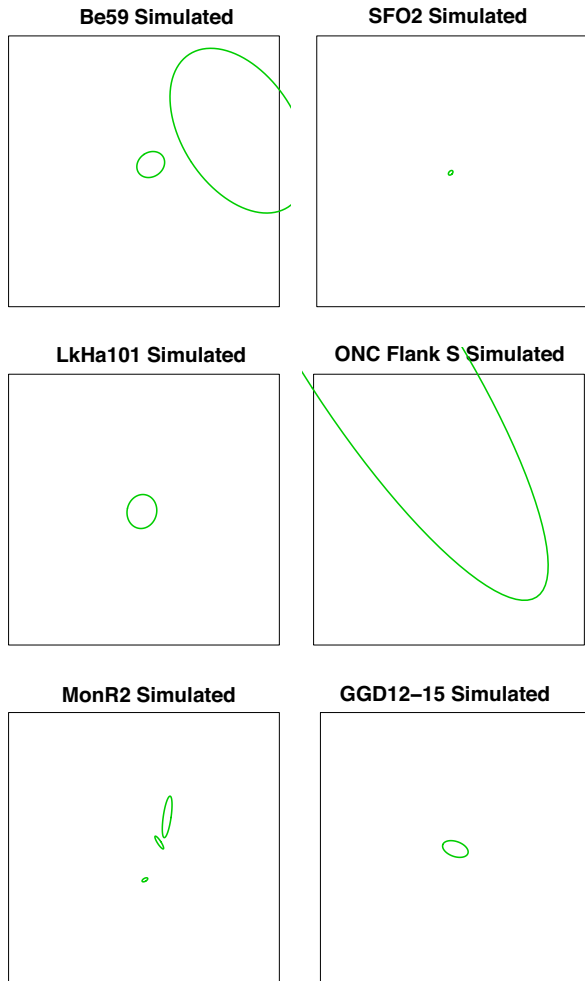 Be59 Simulated
SFO2 Simulated
LkHa101 Simulated
ONC Flank S Simulated
MonR2 Simulated
GGD12−15 Simulated